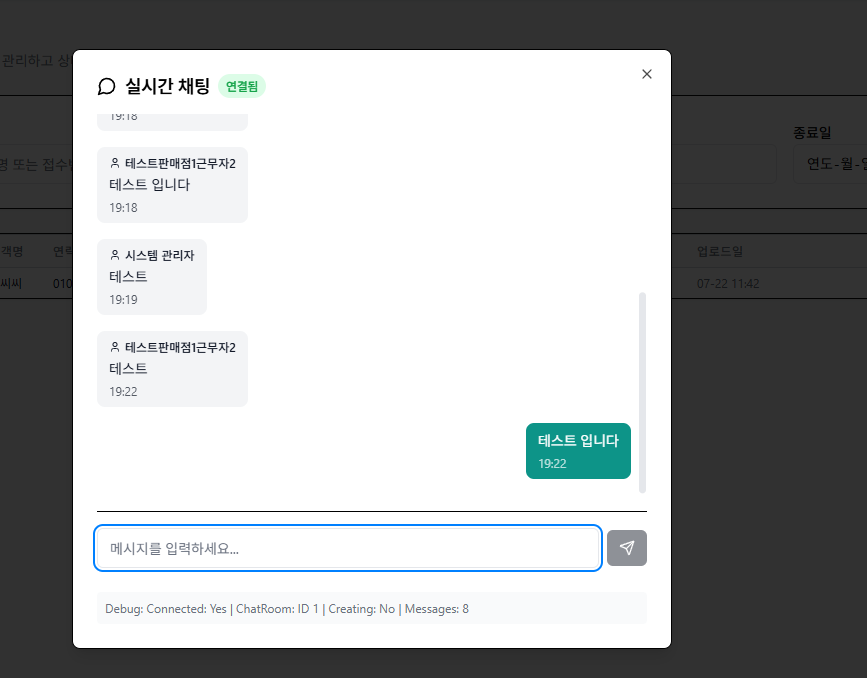 관리하고 상
실시간 채팅 연결됨
19:18
종료일
명 또는 접수번
연도-월-일
테스트판매점1근무자2
테스트 입니다
19:18
객명 연락 업로드일
시스템 관리자
테스트
씨씨 010 07-22 11:42
19:19
테스트판매점1근무자2
테스트
19:22
테스트 입니다
19:22
메시지를 입력하세요...
Debug: Connected: Yes | ChatRoom: ID 1 | Creating: No | Messages: 8